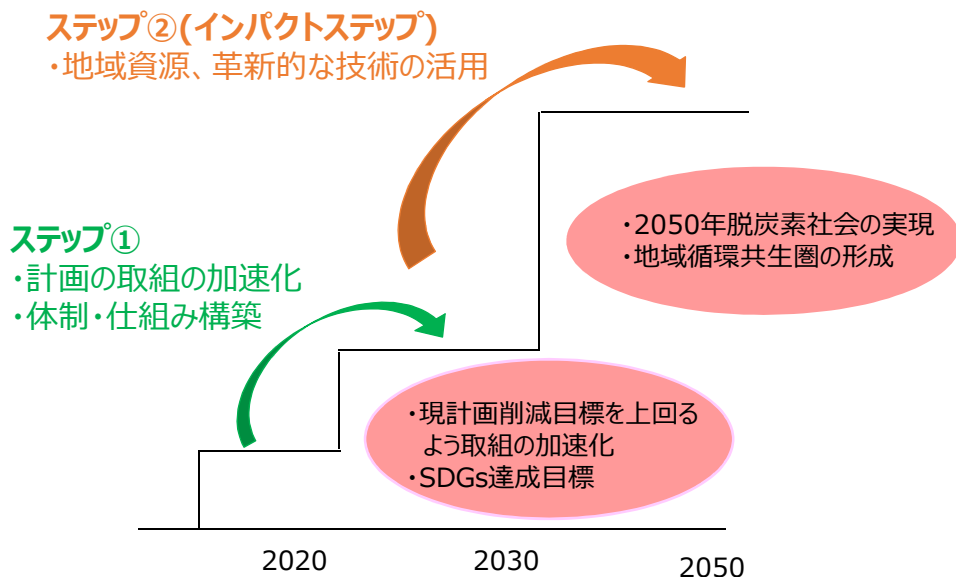 ステップ②(インパクトステップ)
・地域資源、革新的な技術の活用
ステップ①
・計画の取組の加速化
・体制・仕組み構築
・2050年脱炭素社会の実現
・地域循環共生圏の形成
・現計画削減目標を上回る
よう取組の加速化
・SDGs達成目標
2020
2030
2050